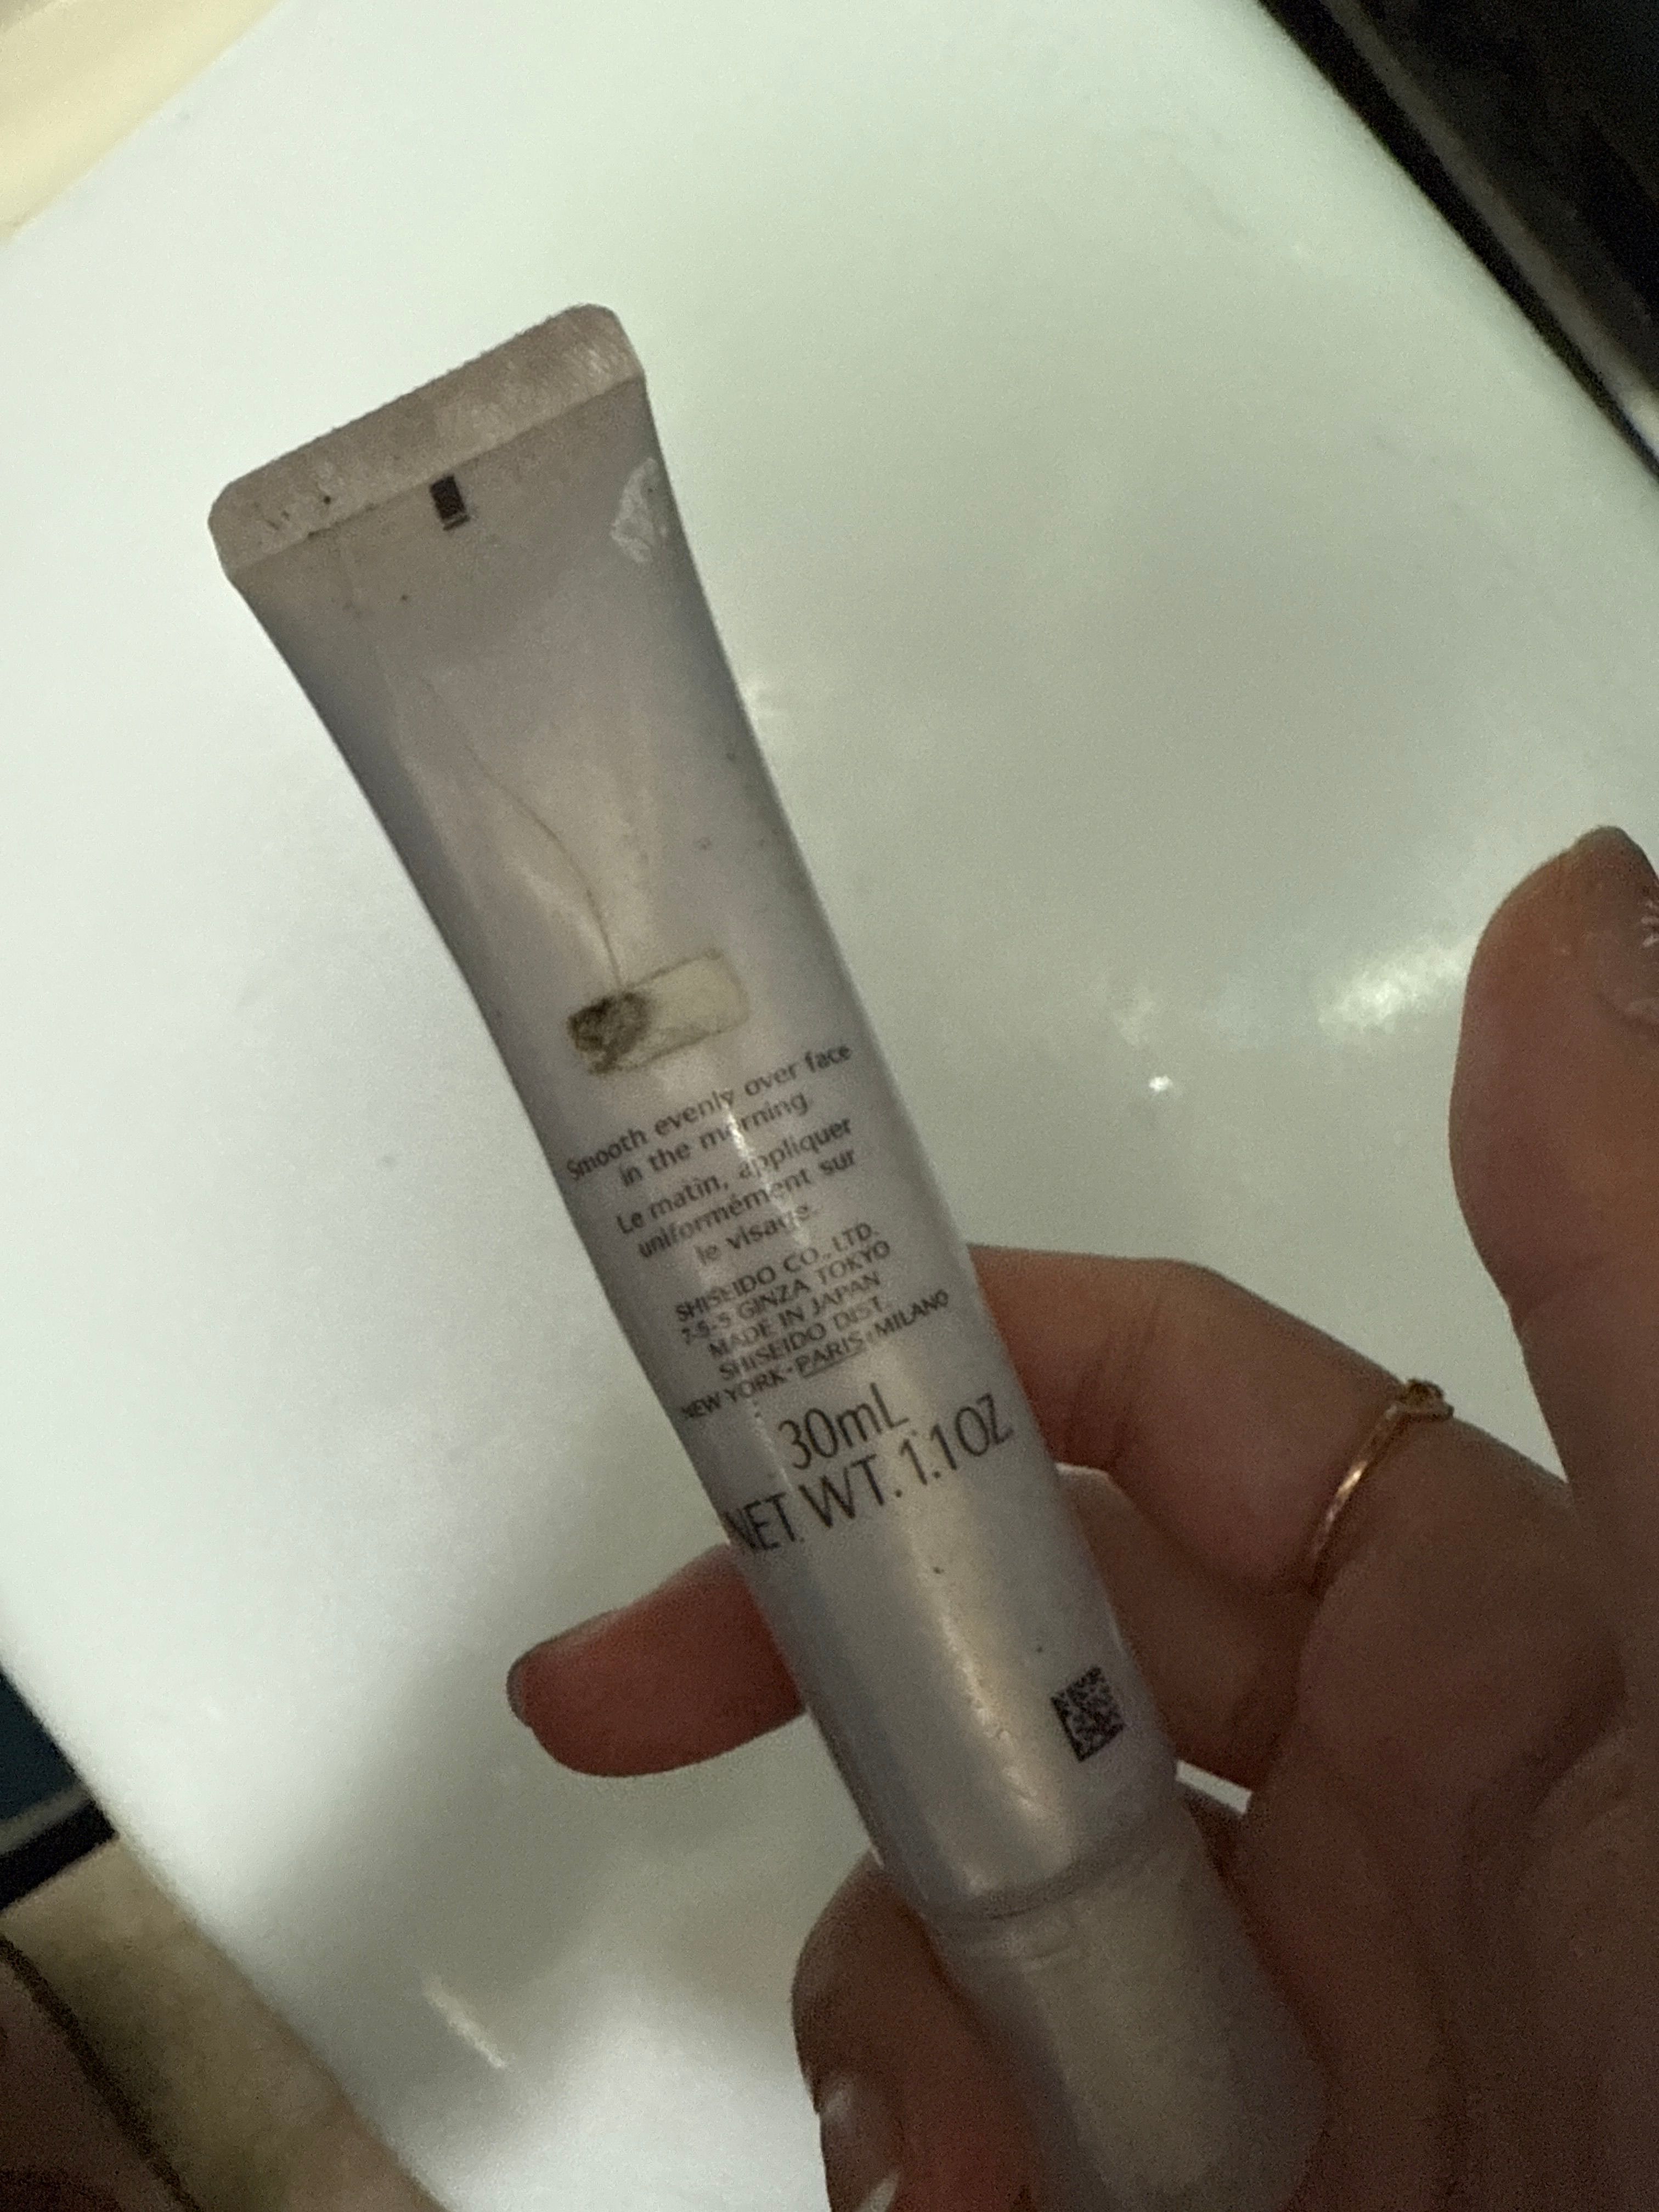 Smooth evenly over face
in the morning.
Le matin, appliquer
uniformément sur
le visage.
SHISEIDO CO., LTD.
7-5-5 GINZA TOKYO
MADE IN JAPAN
SHISEIDO DIST.
NEW YORK·PARIS·MILANO
30mL
NET WT. 1.1OZ